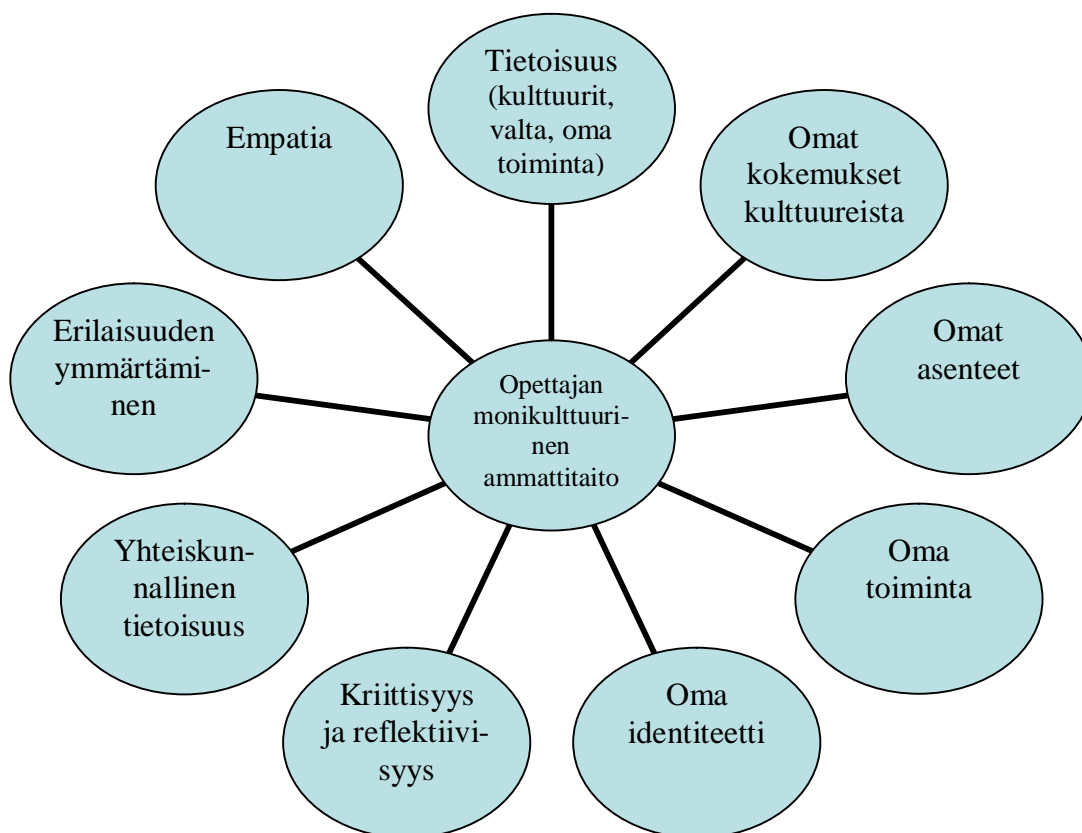 Tietoisuus
(kulttuurit,
valta, oma
toiminta)
Omat
kokemukset
kulttuureista
Omat
asenteet
Oma
toiminta
Oma
identiteetti
Kriittisyys
ja reflektiivi-
syys
Yhteiskun-
nallinen
tietoisuus
Erilaisuuden
ymmärtämi-
nen
Empatia
Opettajan
monikulttuuri-
nen
ammattitaito